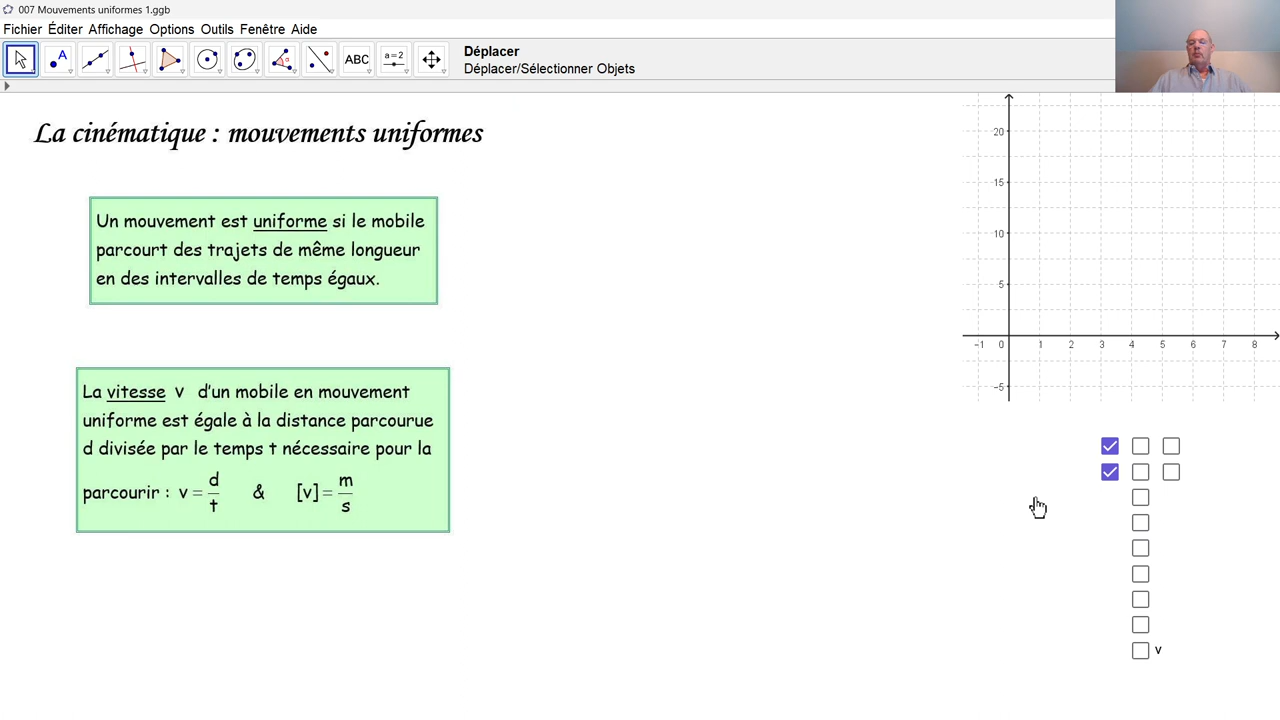 007 Mouvements uniformes 1.ggb
Fichier Éditer Affichage Options Outils Fenêtre Aide
A
ABC
a=2
Déplacer
Déplacer/Sélectionner Objets
La cinématique : mouvements uniformes
Un mouvement est uniforme si le mobile
parcourt des trajets de même longueur
en des intervalles de temps égaux.
La vitesse v d'un mobile en mouvement
uniforme est égale à la distance parcourue
d divisée par le temps t nécessaire pour la
parcourir : v = d/t & [v] = m/s
20
15
10
5
−1 0 1 2 3 4 5 6 7 8
−5
v